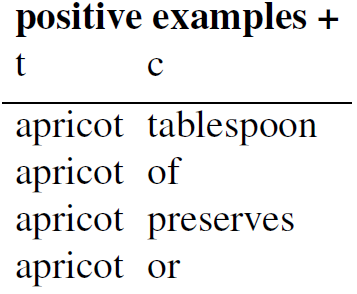 positive examples +
t c
apricot tablespoon
apricot of
apricot preserves
apricot or